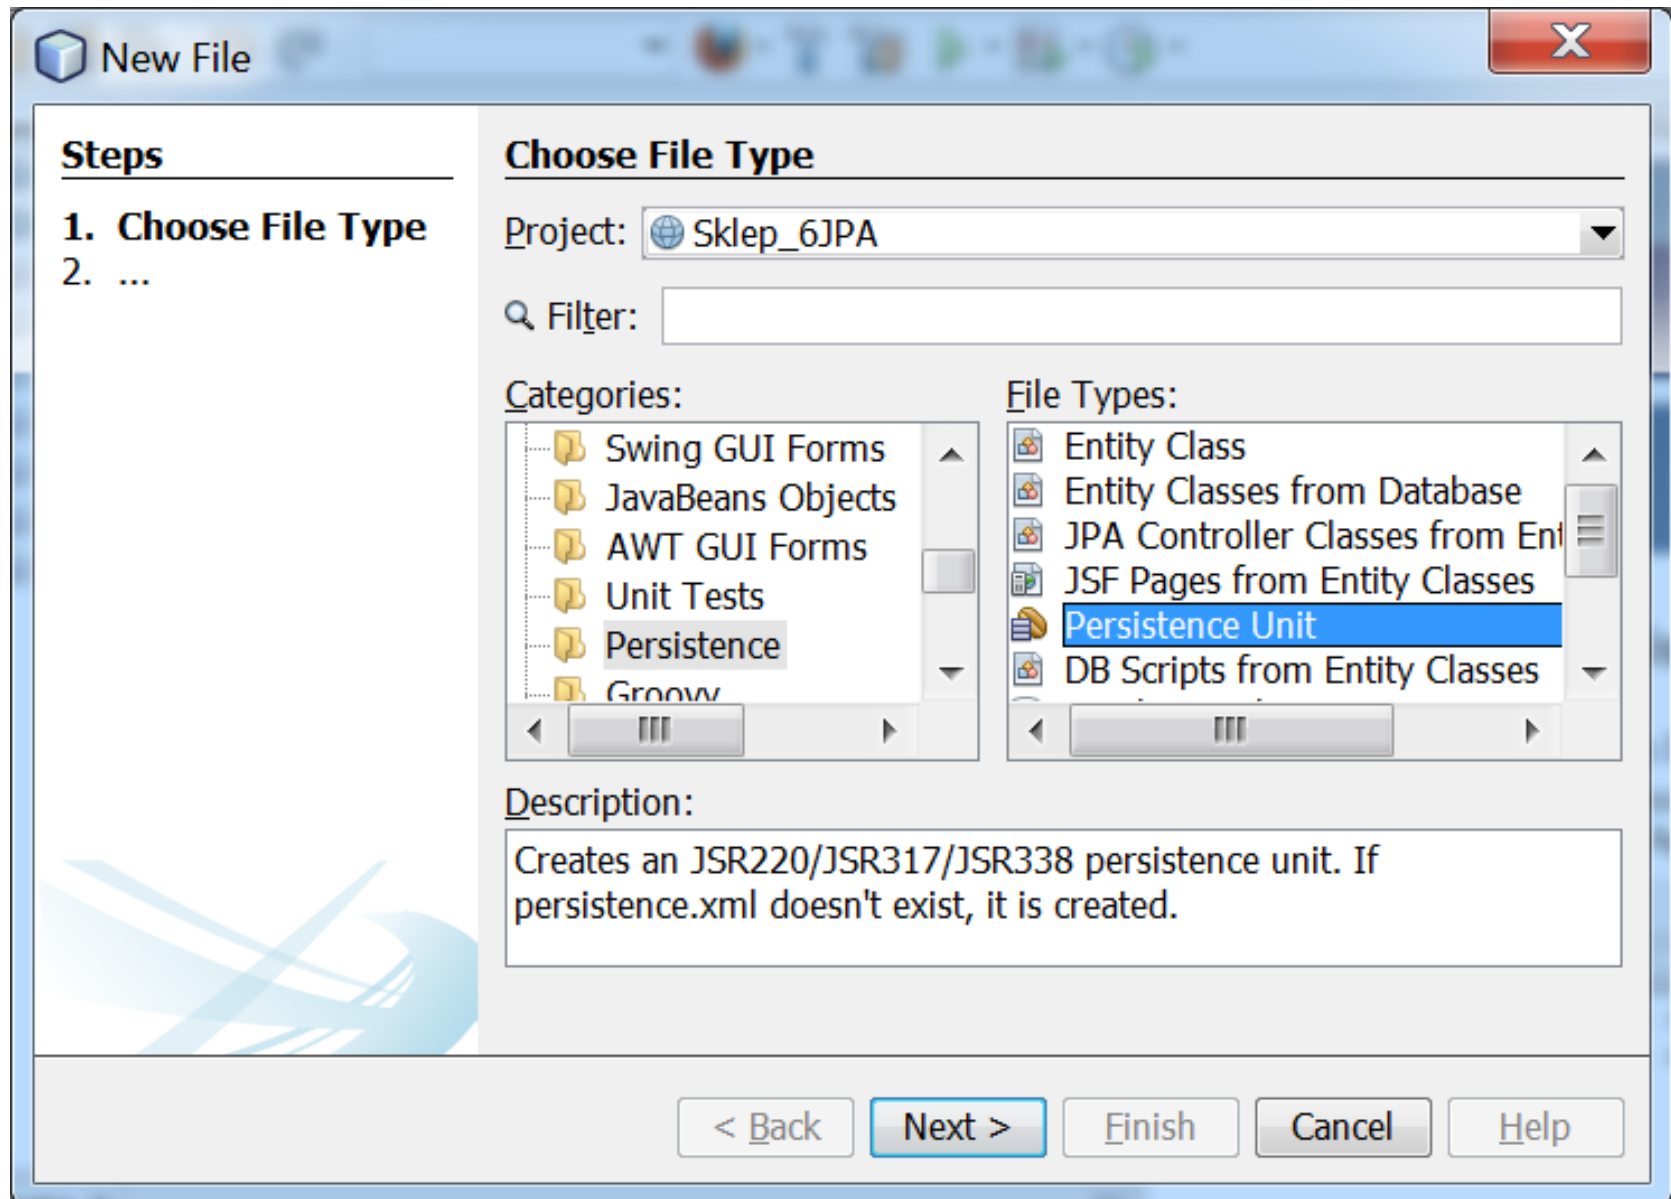 New File
Steps
1. Choose File Type
2. ...
Choose File Type
Project: Sklep_6JPA
Filter:
Categories:
Swing GUI Forms
JavaBeans Objects
AWT GUI Forms
Unit Tests
Persistence
Groovy
File Types:
Entity Class
Entity Classes from Database
JPA Controller Classes from Ent
JSF Pages from Entity Classes
Persistence Unit
DB Scripts from Entity Classes
Description:
Creates an JSR220/JSR317/JSR338 persistence unit. If
persistence.xml doesn't exist, it is created.
< Back Next > Finish Cancel Help